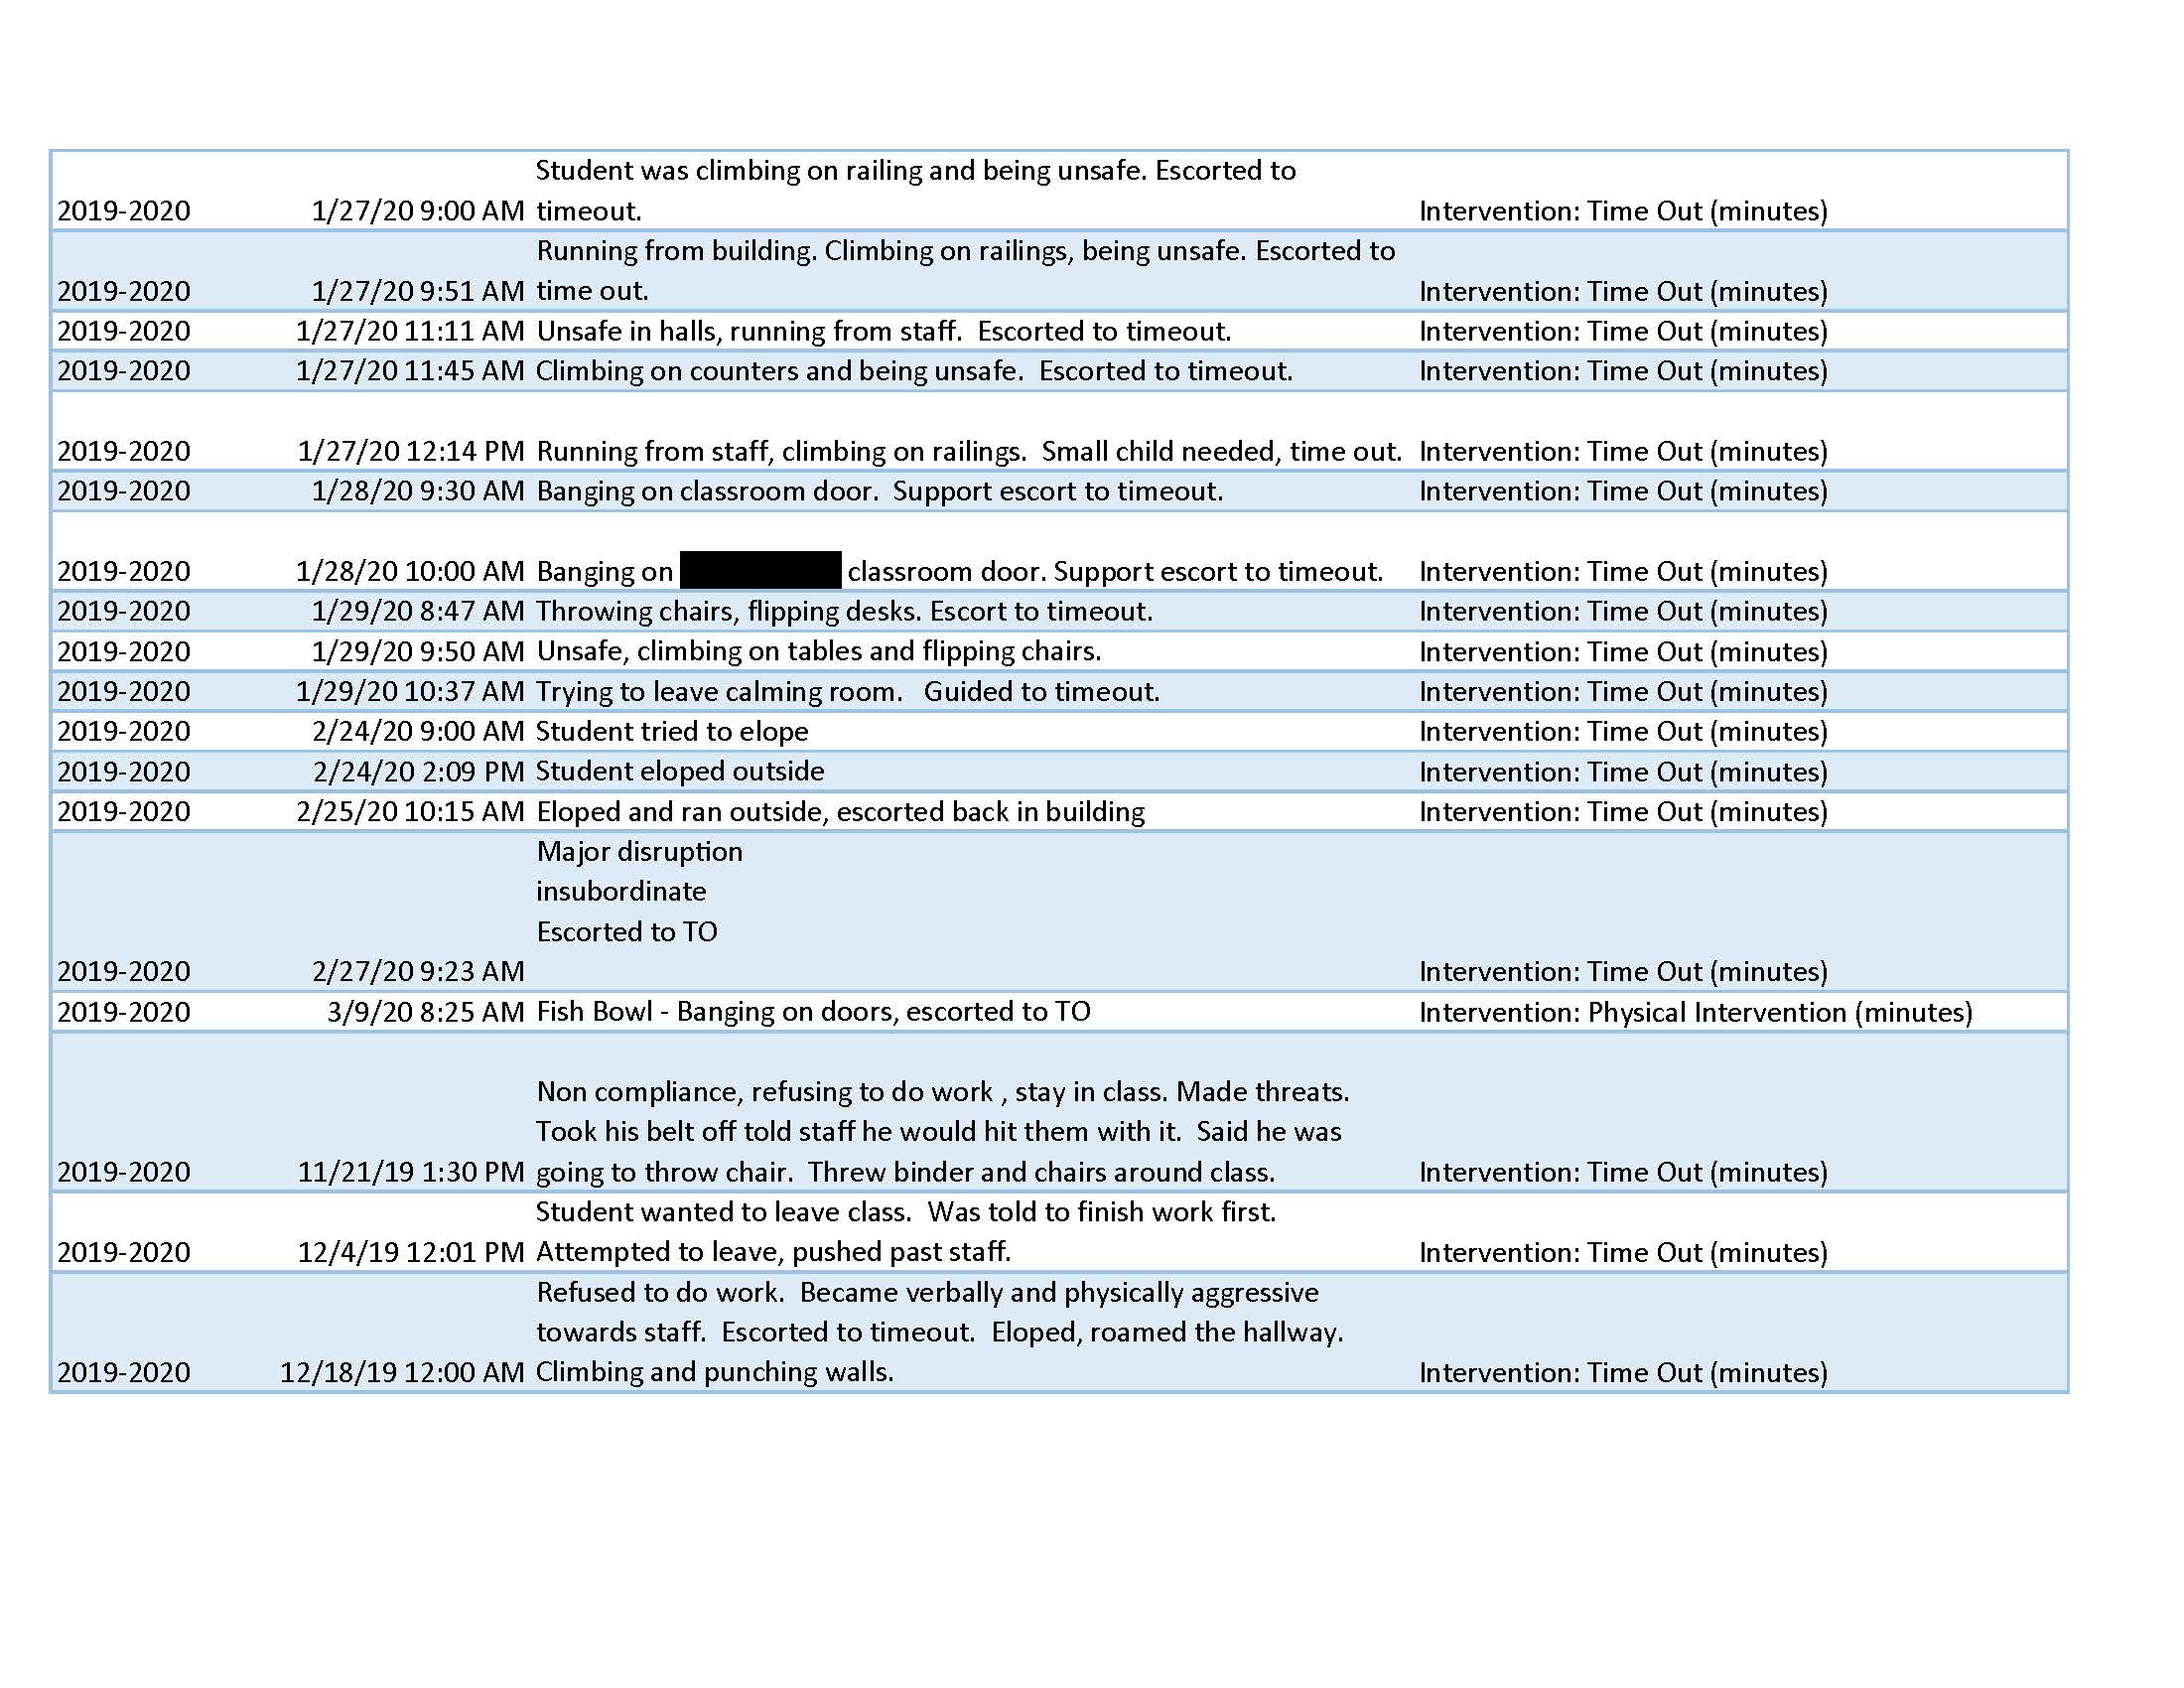 Student was climbing on railing and being unsafe. Escorted to
2019-2020 1/27/20 9:00 AM timeout. Intervention: Time Out (minutes)
Running from building. Climbing on railings, being unsafe. Escorted to
2019-2020 1/27/20 9:51 AM time out. Intervention: Time Out (minutes)
2019-2020 1/27/20 11:11 AM Unsafe in halls, running from staff.  Escorted to timeout. Intervention: Time Out (minutes)
2019-2020 1/27/20 11:45 AM Climbing on counters and being unsafe.  Escorted to timeout. Intervention: Time Out (minutes)
2019-2020 1/27/20 12:14 PM Running from staff, climbing on railings.  Small child needed, time out. Intervention: Time Out (minutes)
2019-2020 1/28/20 9:30 AM Banging on classroom door.  Support escort to timeout. Intervention: Time Out (minutes)
2019-2020 1/28/20 10:00 AM Banging on classroom door. Support escort to timeout. Intervention: Time Out (minutes)
2019-2020 1/29/20 8:47 AM Throwing chairs, flipping desks. Escort to timeout. Intervention: Time Out (minutes)
2019-2020 1/29/20 9:50 AM Unsafe, climbing on tables and flipping chairs. Intervention: Time Out (minutes)
2019-2020 1/29/20 10:37 AM Trying to leave calming room.   Guided to timeout. Intervention: Time Out (minutes)
2019-2020 2/24/20 9:00 AM Student tried to elope Intervention: Time Out (minutes)
2019-2020 2/24/20 2:09 PM Student eloped outside Intervention: Time Out (minutes)
2019-2020 2/25/20 10:15 AM Eloped and ran outside, escorted back in building Intervention: Time Out (minutes)
Major disruption
insubordinate
Escorted to TO
2019-2020 2/27/20 9:23 AM Intervention: Time Out (minutes)
2019-2020 3/9/20 8:25 AM Fish Bowl - Banging on doors, escorted to TO Intervention: Physical Intervention (minutes)
Non compliance, refusing to do work , stay in class. Made threats.
Took his belt off told staff he would hit them with it.  Said he was
2019-2020 11/21/19 1:30 PM going to throw chair.  Threw binder and chairs around class. Intervention: Time Out (minutes)
Student wanted to leave class.  Was told to finish work first.
2019-2020 12/4/19 12:01 PM Attempted to leave, pushed past staff. Intervention: Time Out (minutes)
Refused to do work.  Became verbally and physically aggressive
towards staff.  Escorted to timeout.  Eloped, roamed the hallway.
2019-2020 12/18/19 12:00 AM Climbing and punching walls. Intervention: Time Out (minutes)